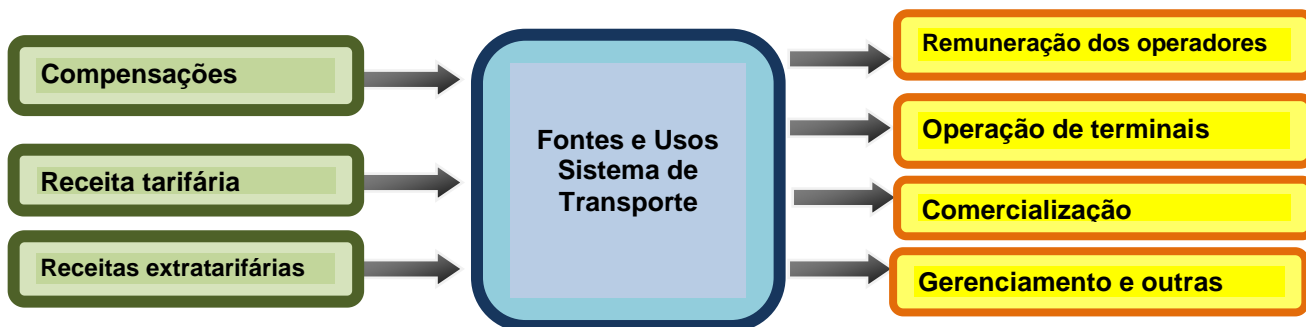 Compensações
Receita tarifária
Receitas extratarifárias
Fontes e Usos
Sistema de
Transporte
Remuneração dos operadores
Operação de terminais
Comercialização
Gerenciamento e outras